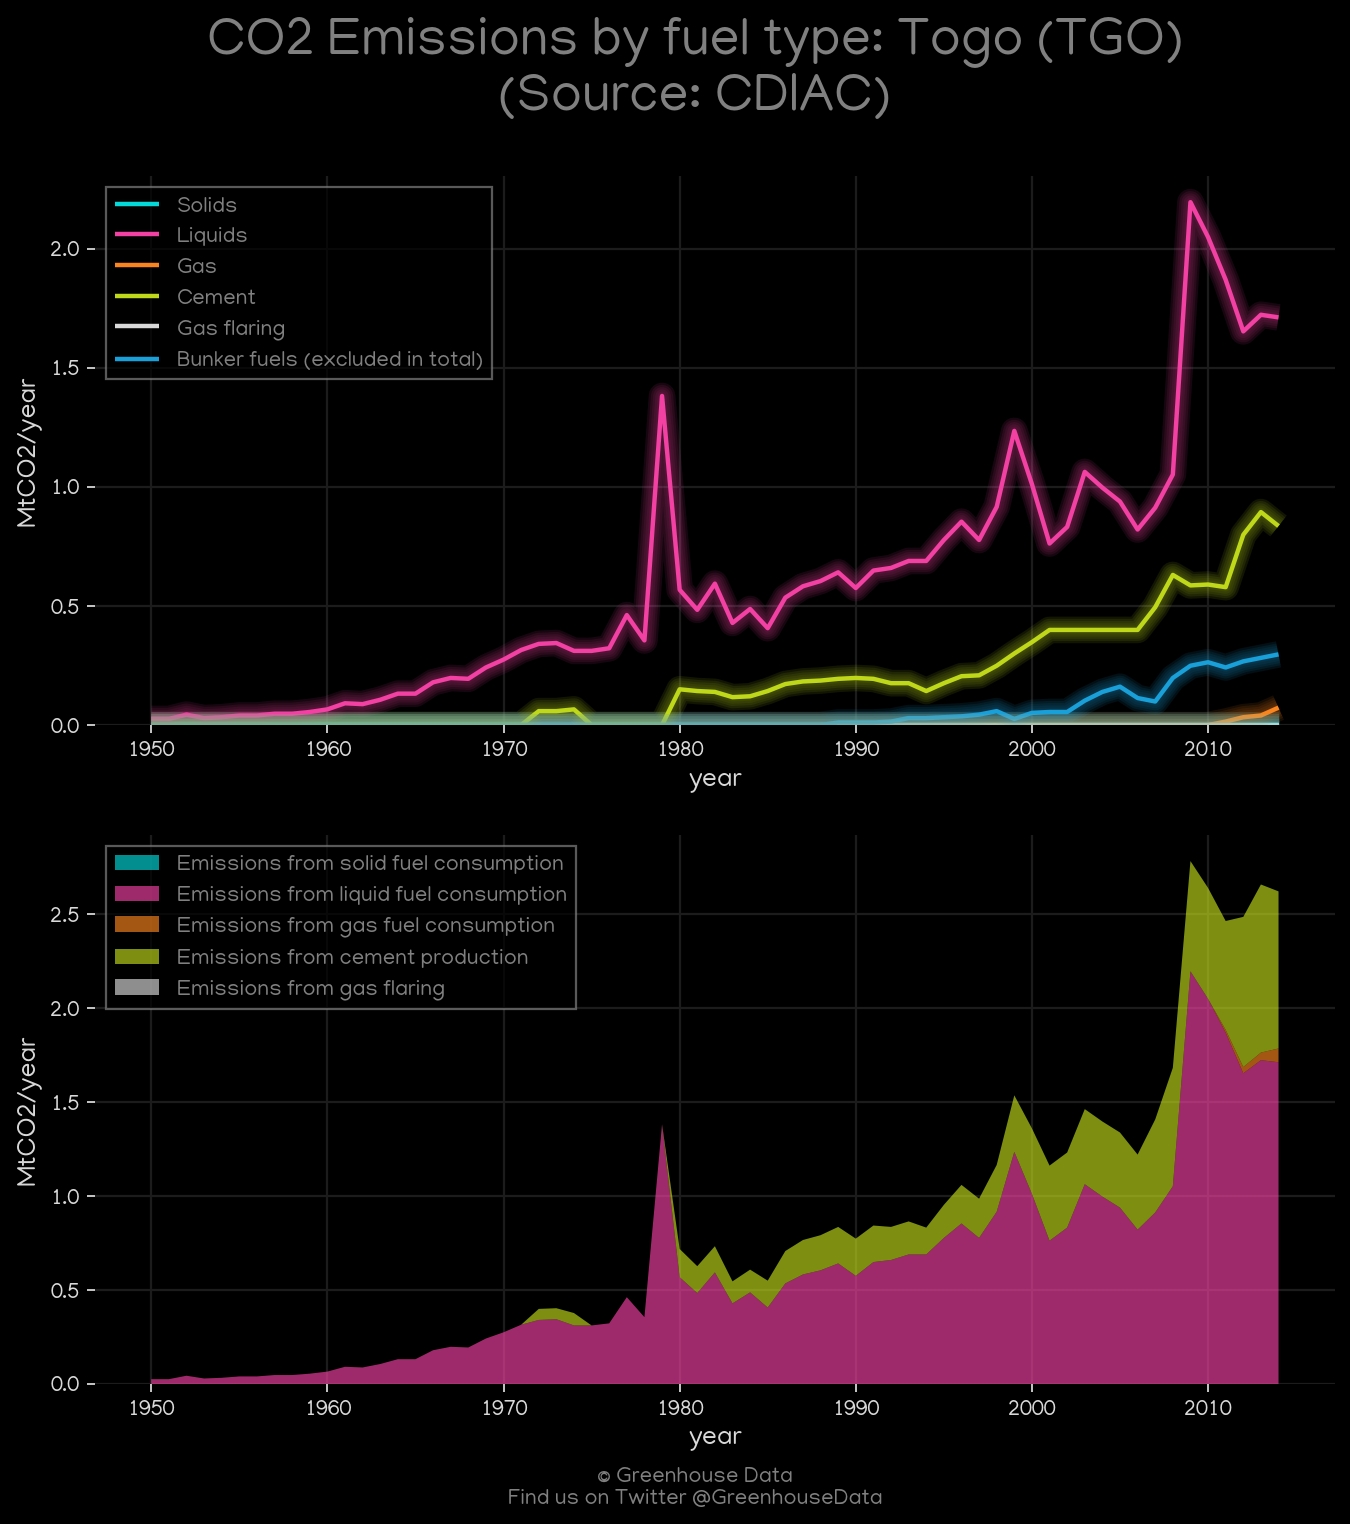 CO2 Emissions by fuel type: Togo (TGO)
(Source: CDIAC)
Solids
Liquids
Gas
Cement
Gas flaring
Bunker fuels (excluded in total)
MtCO2/year
2.0
1.5
1.0
0.5
0.0
1950 1960 1970 1980 1990 2000 2010
year
Emissions from solid fuel consumption
Emissions from liquid fuel consumption
Emissions from gas fuel consumption
Emissions from cement production
Emissions from gas flaring
MtCO2/year
2.5
2.0
1.5
1.0
0.5
0.0
1950 1960 1970 1980 1990 2000 2010
year
© Greenhouse Data
Find us on Twitter @GreenhouseData